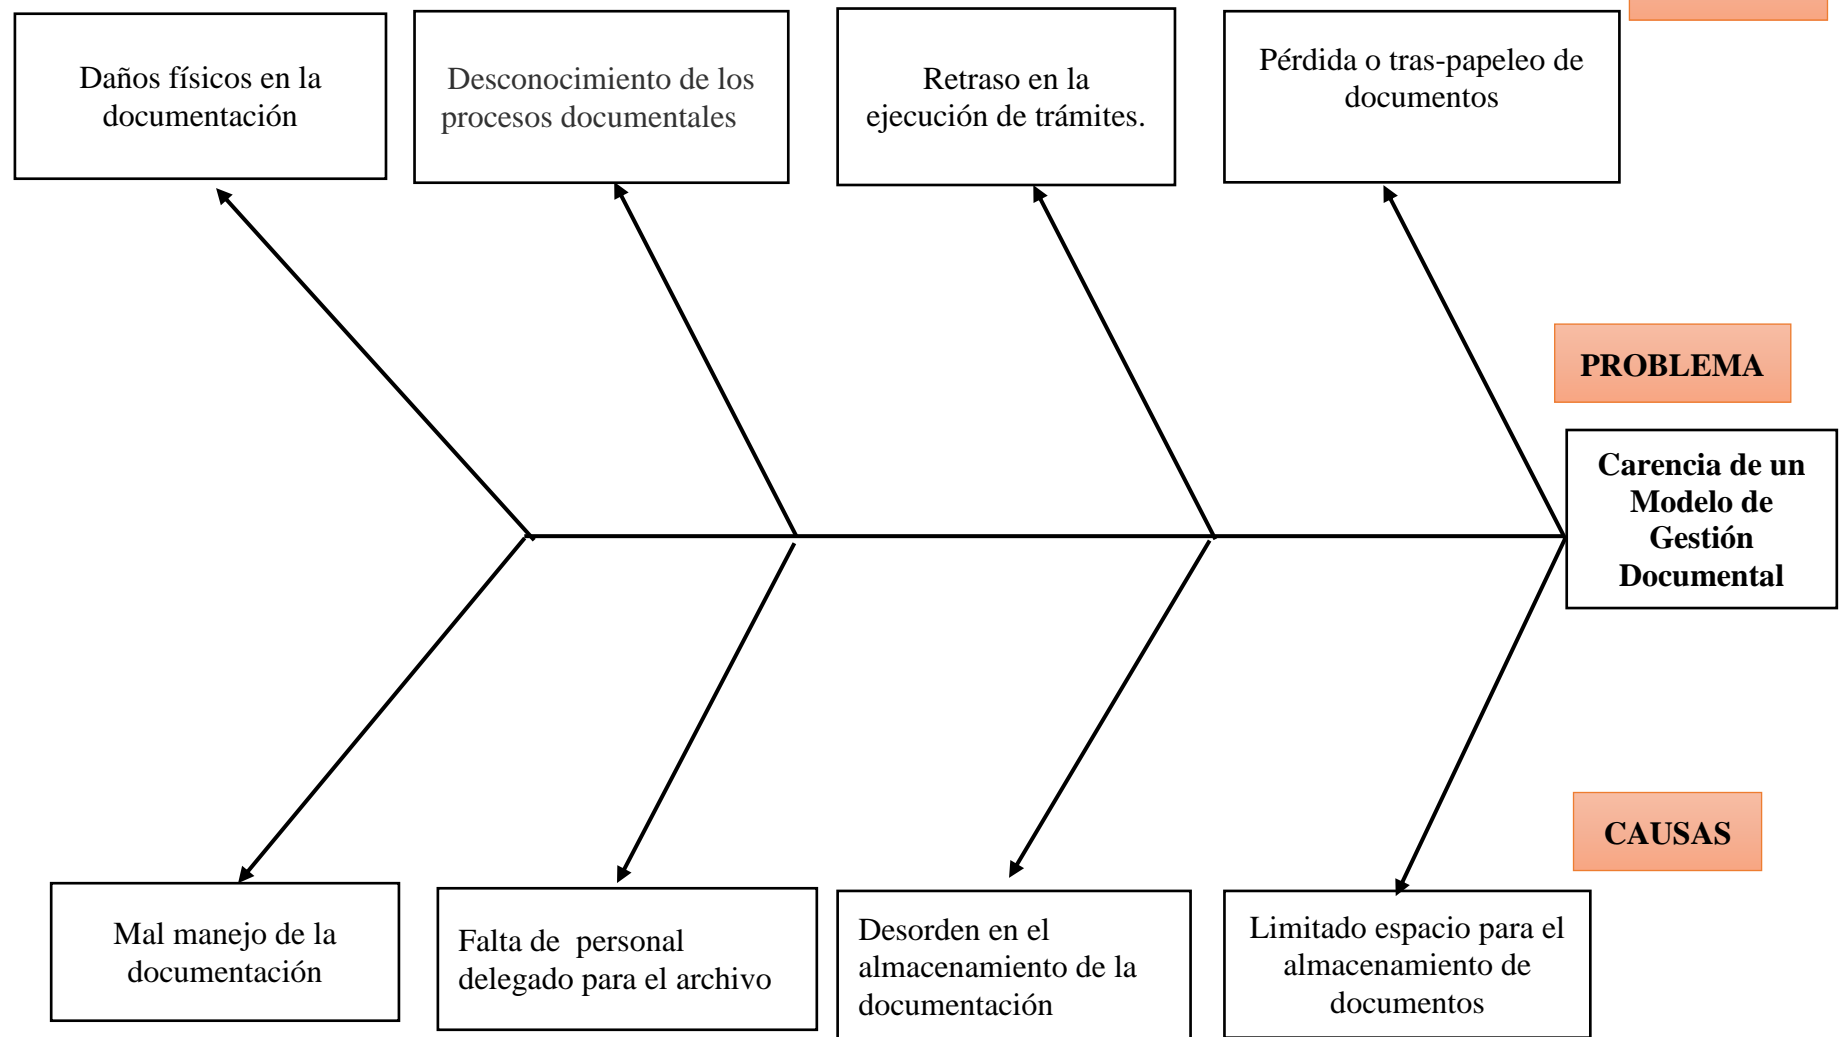 Daños físicos en la
documentación
Desconocimiento de los
procesos documentales
Retraso en la
ejecución de trámites.
Pérdida o tras-papeleo de
documentos
PROBLEMA
Carencia de un
Modelo de
Gestión
Documental
CAUSAS
Mal manejo de la
documentación
Falta de  personal
delegado para el archivo
Desorden en el
almacenamiento de la
documentación
Limitado espacio para el
almacenamiento de
documentos